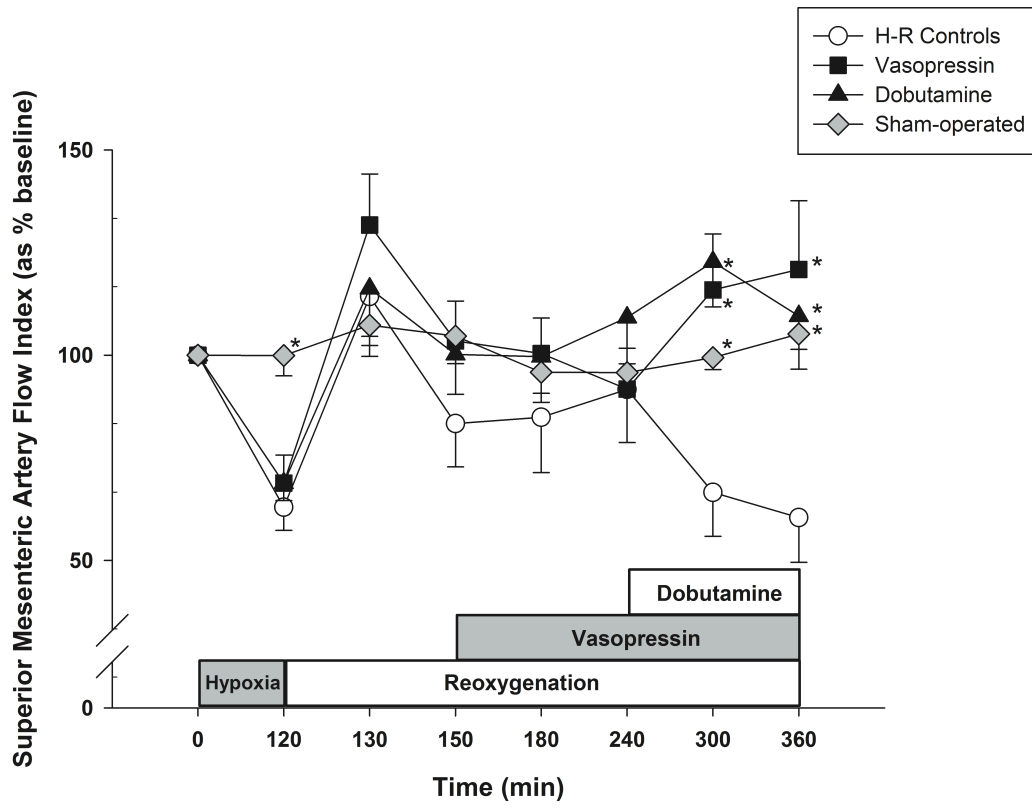 H-R Controls
Vasopressin
Dobutamine
Sham-operated
Superior Mesenteric Artery Flow Index (as % baseline)
150
100
50
0
*
*
*
*
*
*
*
Dobutamine
Vasopressin
Hypoxia
Reoxygenation
0 120 130 150 180 240 300 360
Time (min)